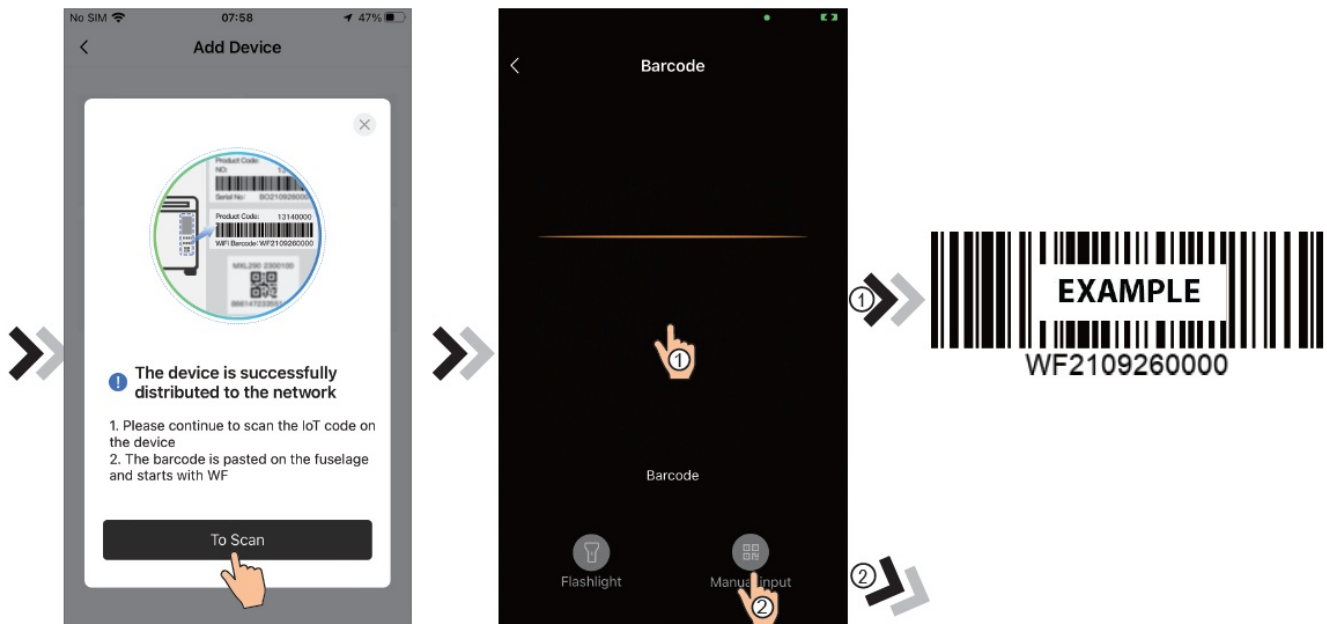 No SIM 07:58 47%
Add Device
Product Code:
NO:
Serial No: BO2109260000
Product Code: 13140000
WIFI Barcode: WF2109260000
MXL290 2300100
The device is successfully
distributed to the network
1. Please continue to scan the IoT code on
the device
2. The barcode is pasted on the fuselage
and starts with WF
To Scan
Barcode
1
Barcode
Flashlight
Manual input
2
1
EXAMPLE
WF2109260000
2